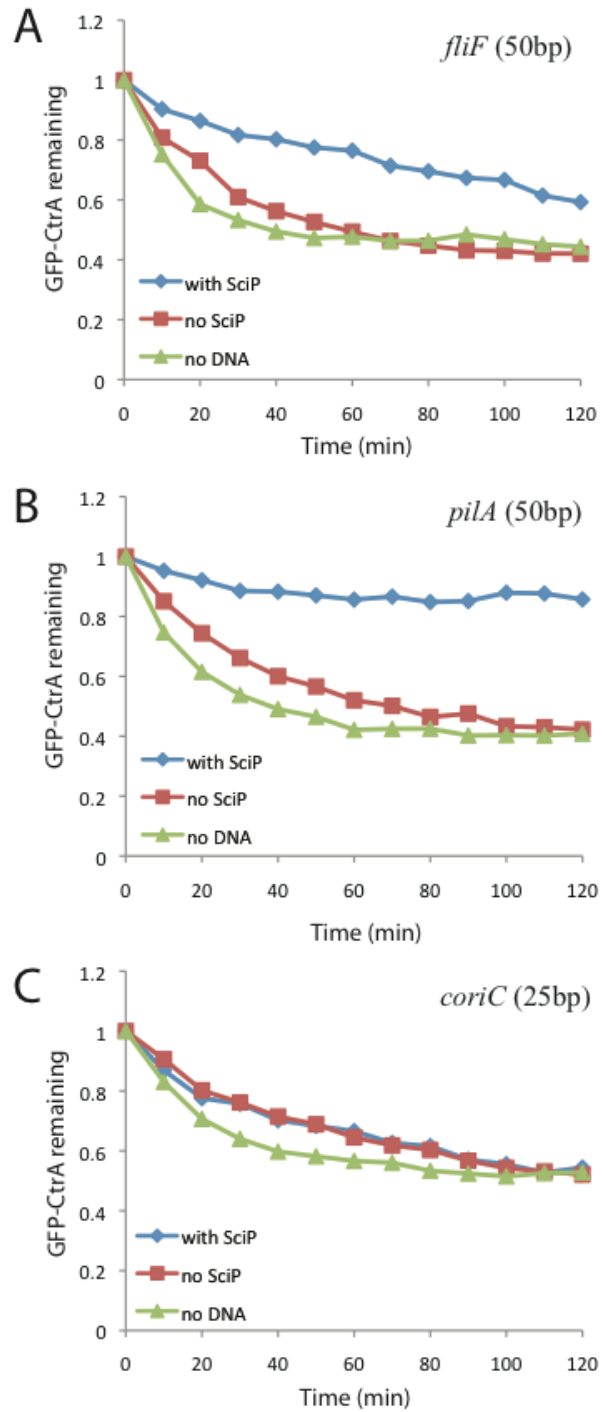 A
fliF (50bp)
1.2
1
0.8
0.6
0.4
0.2
0
GFP-CtrA remaining
with SciP
no SciP
no DNA
0 20 40 60 80 100 120
Time (min)
B
pilA (50bp)
1.2
1
0.8
0.6
0.4
0.2
0
GFP-CtrA remaining
with SciP
no SciP
no DNA
0 20 40 60 80 100 120
Time (min)
C
coriC (25bp)
1.2
1
0.8
0.6
0.4
0.2
0
GFP-CtrA remaining
with SciP
no SciP
no DNA
0 20 40 60 80 100 120
Time (min)